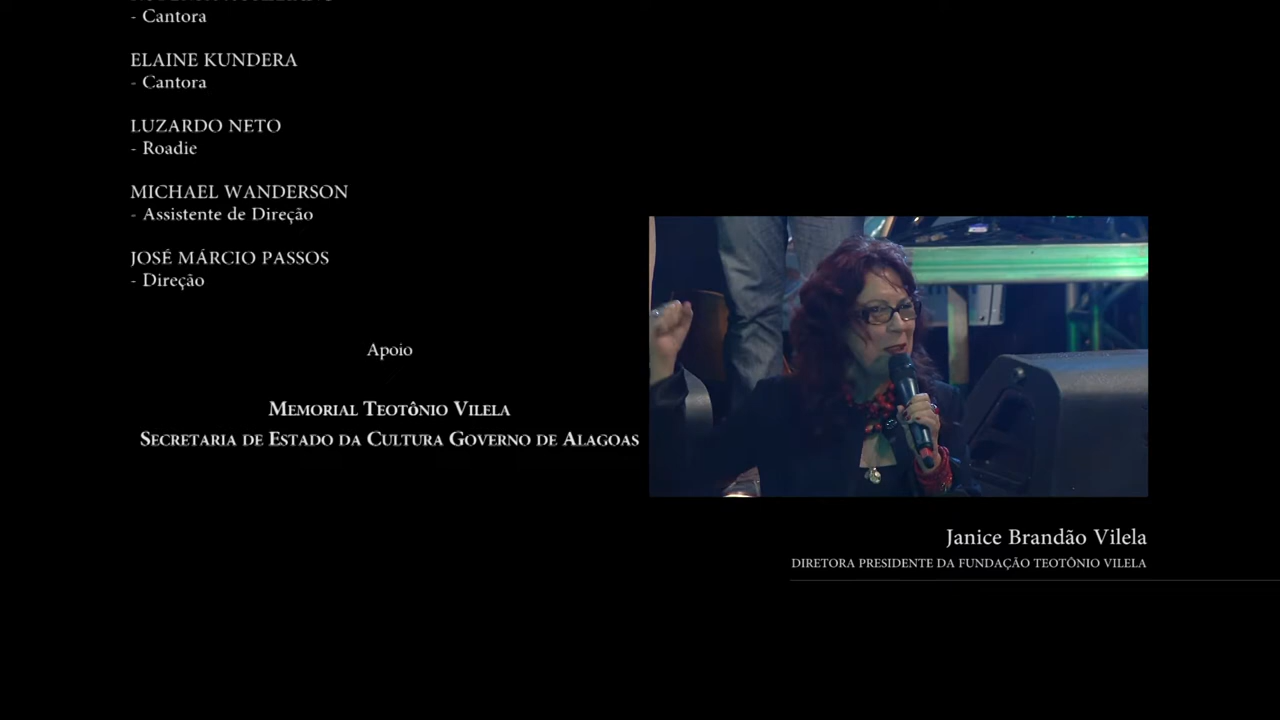 - Cantora
ELAINE KUNDERA
- Cantora
LUZARDO NETO
- Roadie
MICHAEL WANDERSON
- Assistente de Direção
JOSÉ MÁRCIO PASSOS
- Direção
Apoio
MEMORIAL TEOTÔNIO VILELA
SECRETARIA DE ESTADO DA CULTURA GOVERNO DE ALAGOAS
Janice Brandão Vilela
DIRETORA PRESIDENTE DA FUNDAÇÃO TEOTÔNIO VILELA